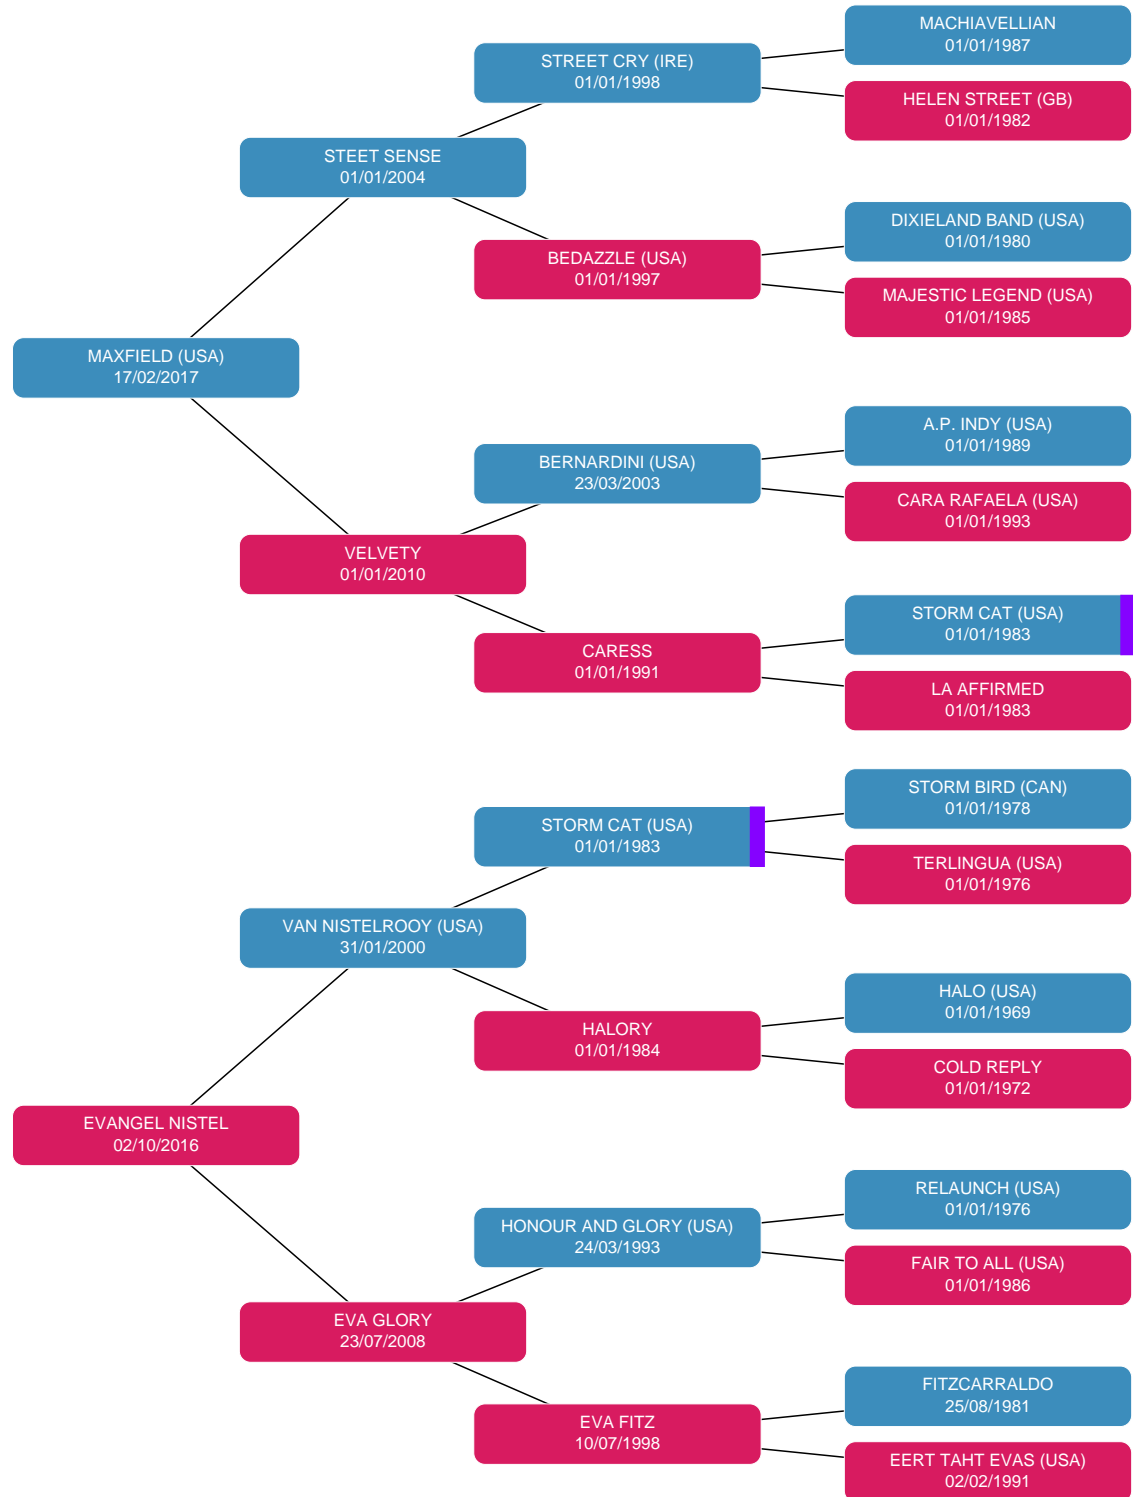 MACHIAVELLIAN
01/01/1987
STREET CRY (IRE)
01/01/1998
HELEN STREET (GB)
01/01/1982
STEET SENSE
01/01/2004
DIXIELAND BAND (USA)
01/01/1980
BEDAZZLE (USA)
01/01/1997
MAJESTIC LEGEND (USA)
01/01/1985
MAXFIELD (USA)
17/02/2017
A.P. INDY (USA)
01/01/1989
BERNARDINI (USA)
23/03/2003
CARA RAFAELA (USA)
01/01/1993
VELVETY
01/01/2010
STORM CAT (USA)
01/01/1983
CARESS
01/01/1991
LA AFFIRMED
01/01/1983
STORM BIRD (CAN)
01/01/1978
STORM CAT (USA)
01/01/1983
TERLINGUA (USA)
01/01/1976
VAN NISTELROOY (USA)
31/01/2000
HALO (USA)
01/01/1969
HALORY
01/01/1984
COLD REPLY
01/01/1972
EVANGEL NISTEL
02/10/2016
RELAUNCH (USA)
01/01/1976
HONOUR AND GLORY (USA)
24/03/1993
FAIR TO ALL (USA)
01/01/1986
EVA GLORY
23/07/2008
FITZCARRALDO
25/08/1981
EVA FITZ
10/07/1998
EERT TAHT EVAS (USA)
02/02/1991